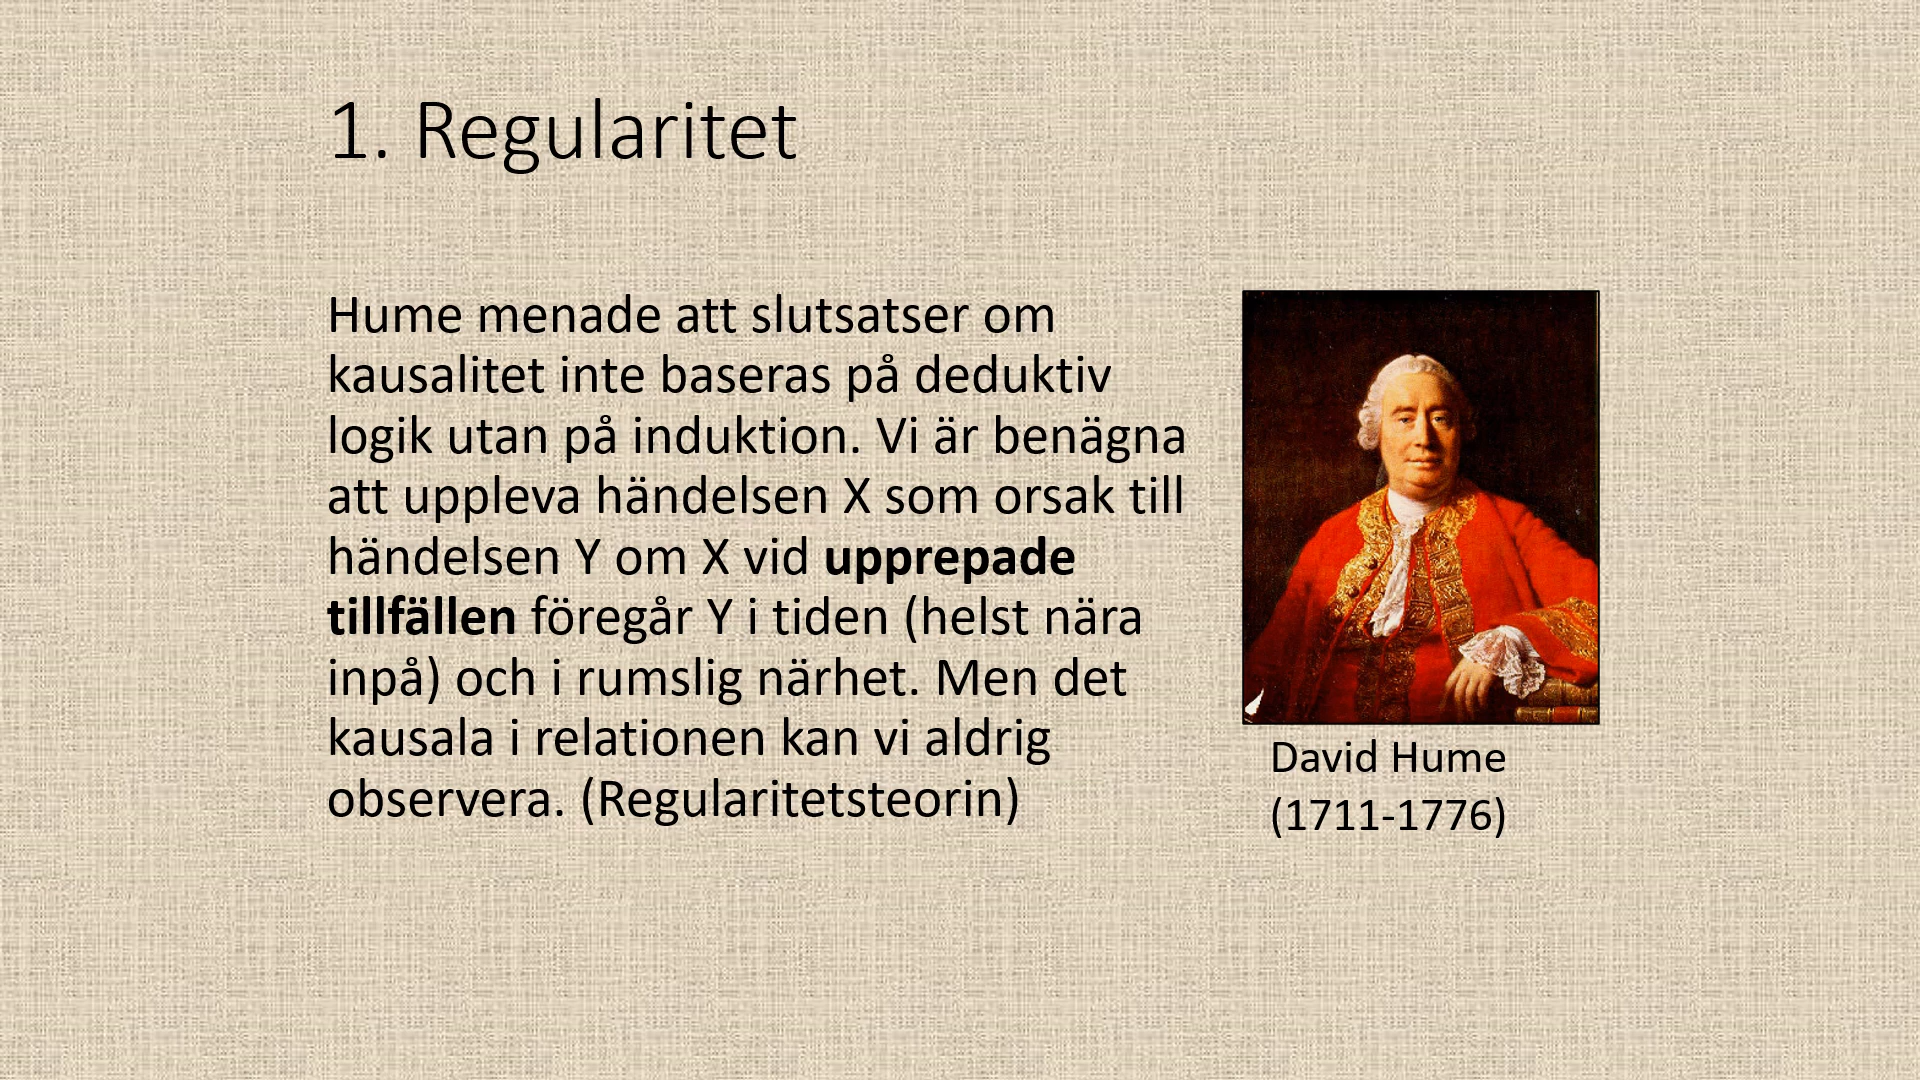 1. Regularitet
Hume menade att slutsatser om
kausalitet inte baseras på deduktiv
logik utan på induktion. Vi är benägna
att uppleva händelsen X som orsak till
händelsen Y om X vid upprepade
tillfällen föregår Y i tiden (helst nära
inpå) och i rumslig närhet. Men det
kausala i relationen kan vi aldrig
observera. (Regularitetsteorin)
David Hume
(1711-1776)